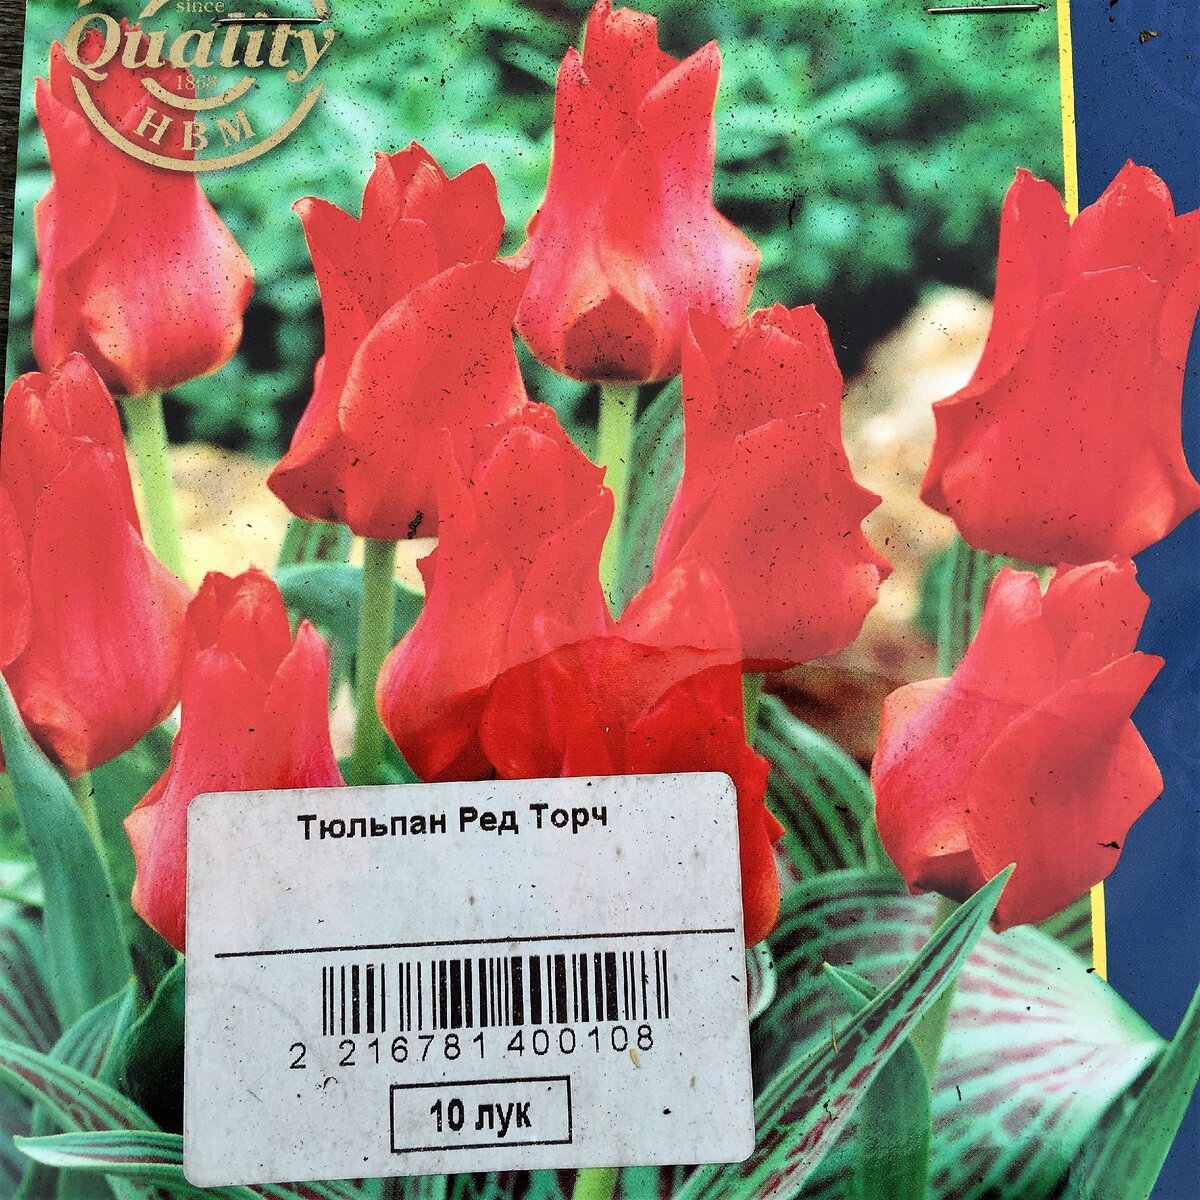 since
Quality
1868
HBM
Тюльпан Ред Торч
2 216781 400108
10 лук